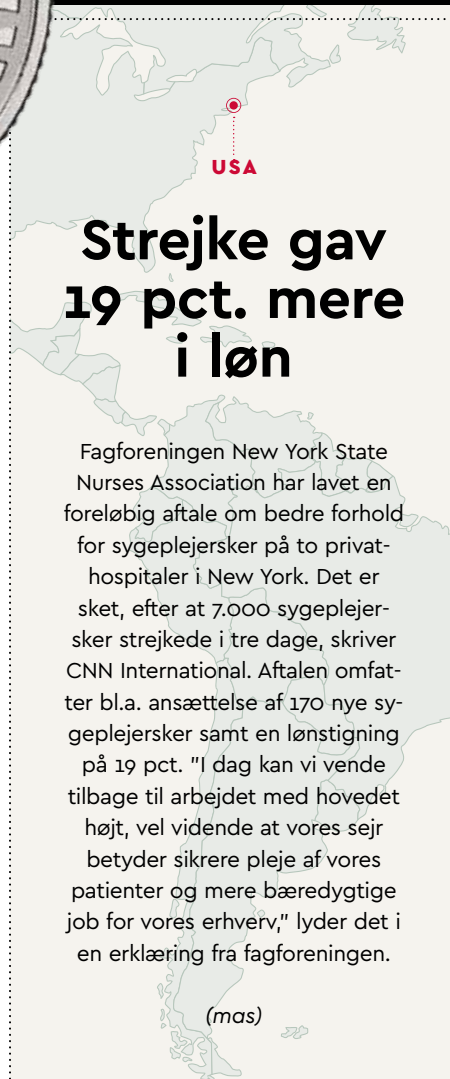 USA
Strejke gav
19 pct. mere
i løn
Fagforeningen New York State
Nurses Association har lavet en
foreløbig aftale om bedre forhold
for sygeplejersker på to privat-
hospitaler i New York. Det er
sket, efter at 7.000 sygeplejer-
sker strejkede i tre dage, skriver
CNN International. Aftalen omfat-
ter bl.a. ansættelse af 170 nye sy-
geplejersker samt en lønstigning
på 19 pct. ”I dag kan vi vende
tilbage til arbejdet med hovedet
højt, vel vidende at vores sejr
betyder sikrere pleje af vores
patienter og mere bæredygtige
job for vores erhverv,” lyder det i
en erklæring fra fagforeningen.
(mas)